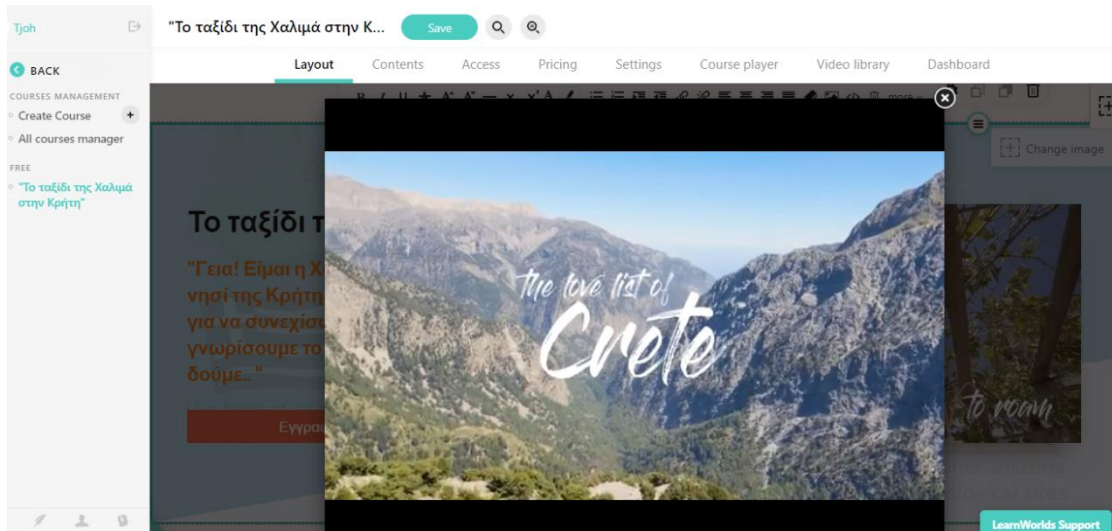 Tjoh
"Το ταξίδι της Χαλιμά στην Κ...
Save
Layout
Contents
Access
Pricing
Settings
Course player
Video library
Dashboard
BACK
COURSES MANAGEMENT
Create Course +
All courses manager
FREE
"Το ταξίδι της Χαλιμά
στην Κρήτη"
more
Change image
Το ταξίδι τ
"Γεια! Είμαι η Χ
νησί της Κρήτη
για να συνεχίσ
γνωρίσουμε το
δούμε.. "
Εγγρα
the love list of
Crete
to roam
amazing
sites
LearnWorlds Support